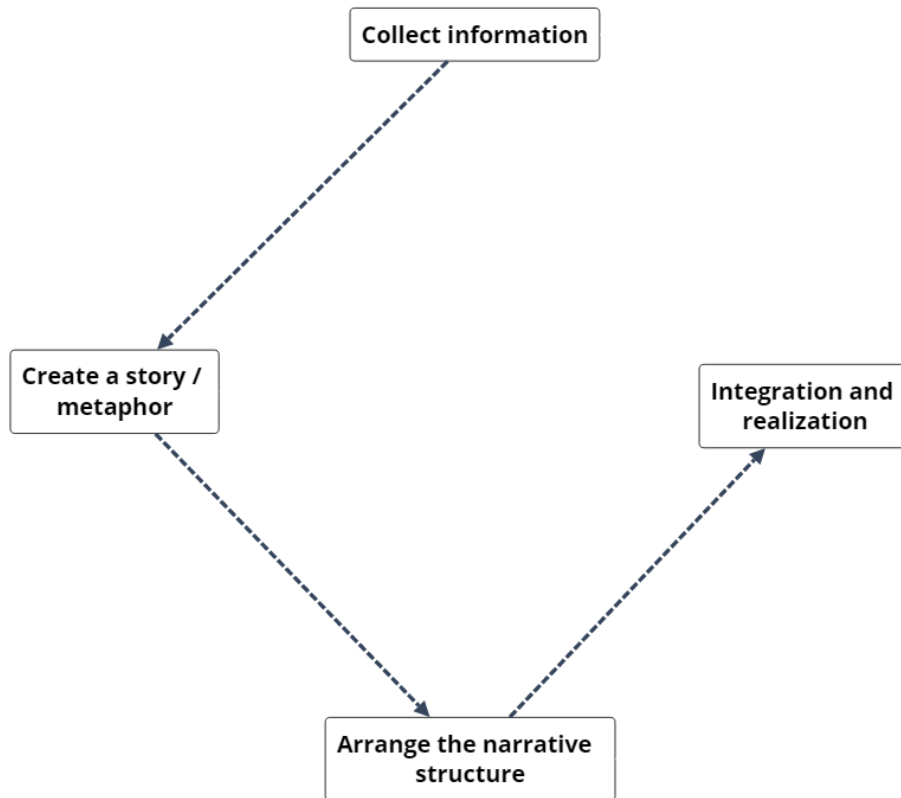 Collect information
Create a story /
metaphor
Integration and
realization
Arrange the narrative
structure